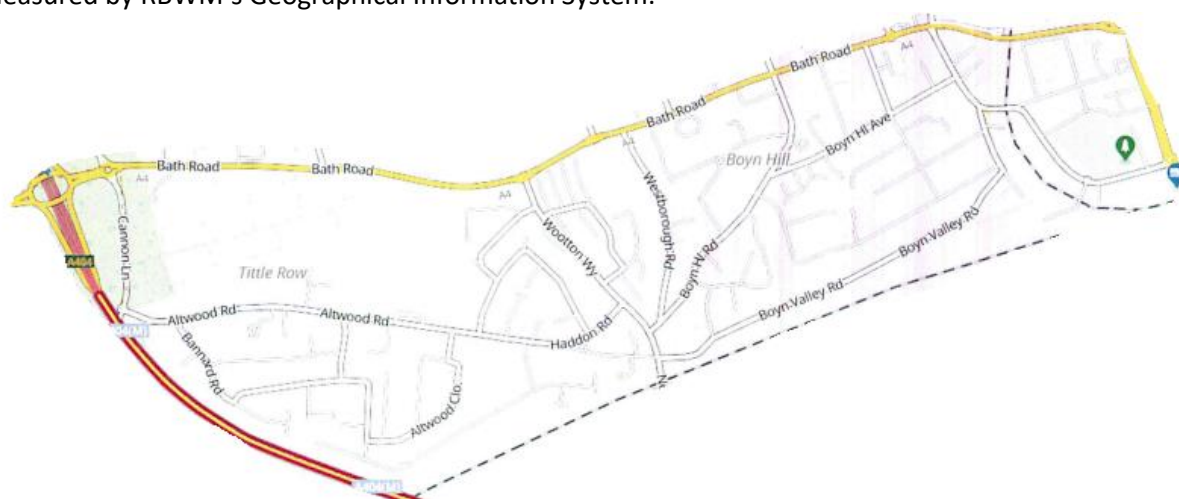 measured by RBWM's Geographical Information System.
Bath Road
A4
Bath Road
Bath Road
A4
Bath Road
A4
Boyn Hl Ave
Boyn Hill
A4
Westborough Rd
Cannon Ln
Wootton Wy
Boyn Hl Rd
Boyn Valley Rd
A404
Tittle Row
Boyn Valley Rd
Altwood Rd
Altwood Rd
Haddon Rd
Bannard Rd
Altwood Clo.
A404(M)